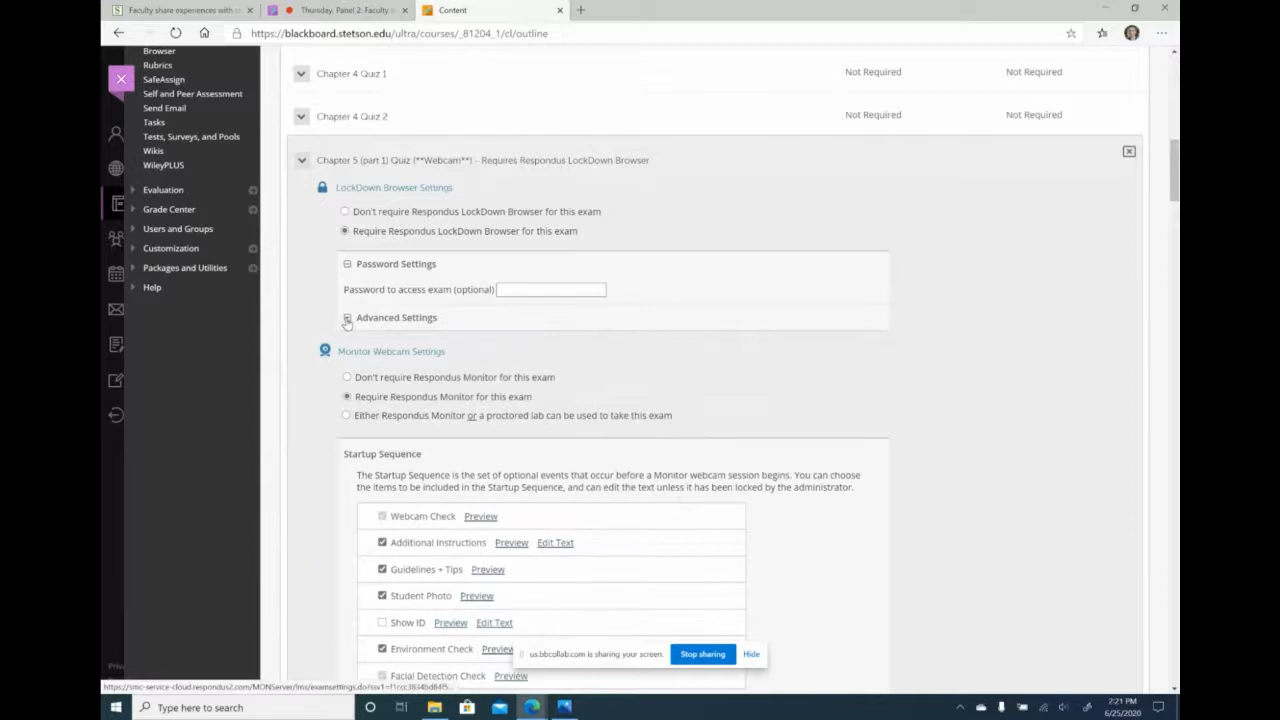 Faculty share experiences with
Thursday, Panel 2: Faculty
Content
https://blackboard.stetson.edu/ultra/courses/_81204_1/cl/outline
Browser
Rubrics
SafeAssign
Self and Peer Assessment
Send Email
Tasks
Tests, Surveys, and Pools
Wikis
WileyPLUS
Evaluation
Grade Center
Users and Groups
Customization
Packages and Utilities
Help
Chapter 4 Quiz 1 Not Required Not Required
Chapter 4 Quiz 2 Not Required Not Required
Chapter 5 (part 1) Quiz (**Webcam**) - Requires Respondus LockDown Browser
LockDown Browser Settings
Don't require Respondus LockDown Browser for this exam
Require Respondus LockDown Browser for this exam
Password Settings
Password to access exam (optional)
Advanced Settings
Monitor Webcam Settings
Don't require Respondus Monitor for this exam
Require Respondus Monitor for this exam
Either Respondus Monitor or a proctored lab can be used to take this exam
Startup Sequence
The Startup Sequence is the set of optional events that occur before a Monitor webcam session begins. You can choose
the items to be included in the Startup Sequence, and can edit the text unless it has been locked by the administrator.
Webcam Check Preview
Additional Instructions Preview Edit Text
Guidelines + Tips Preview
Student Photo Preview
Show ID Preview Edit Text
Environment Check Preview
Facial Detection Check Preview
us.bbcollab.com is sharing your screen. Stop sharing Hide
Type here to search
2:21 PM
6/25/2020